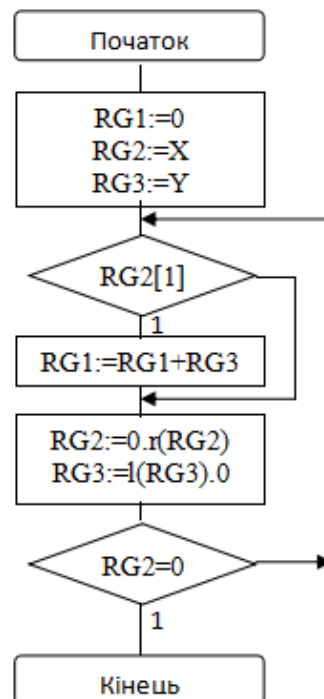 Початок
RG1:=0
RG2:=X
RG3:=Y
RG2[1]
1
RG1:=RG1+RG3
RG2:=0.r(RG2)
RG3:=l(RG3).0
RG2=0
1
Кінець